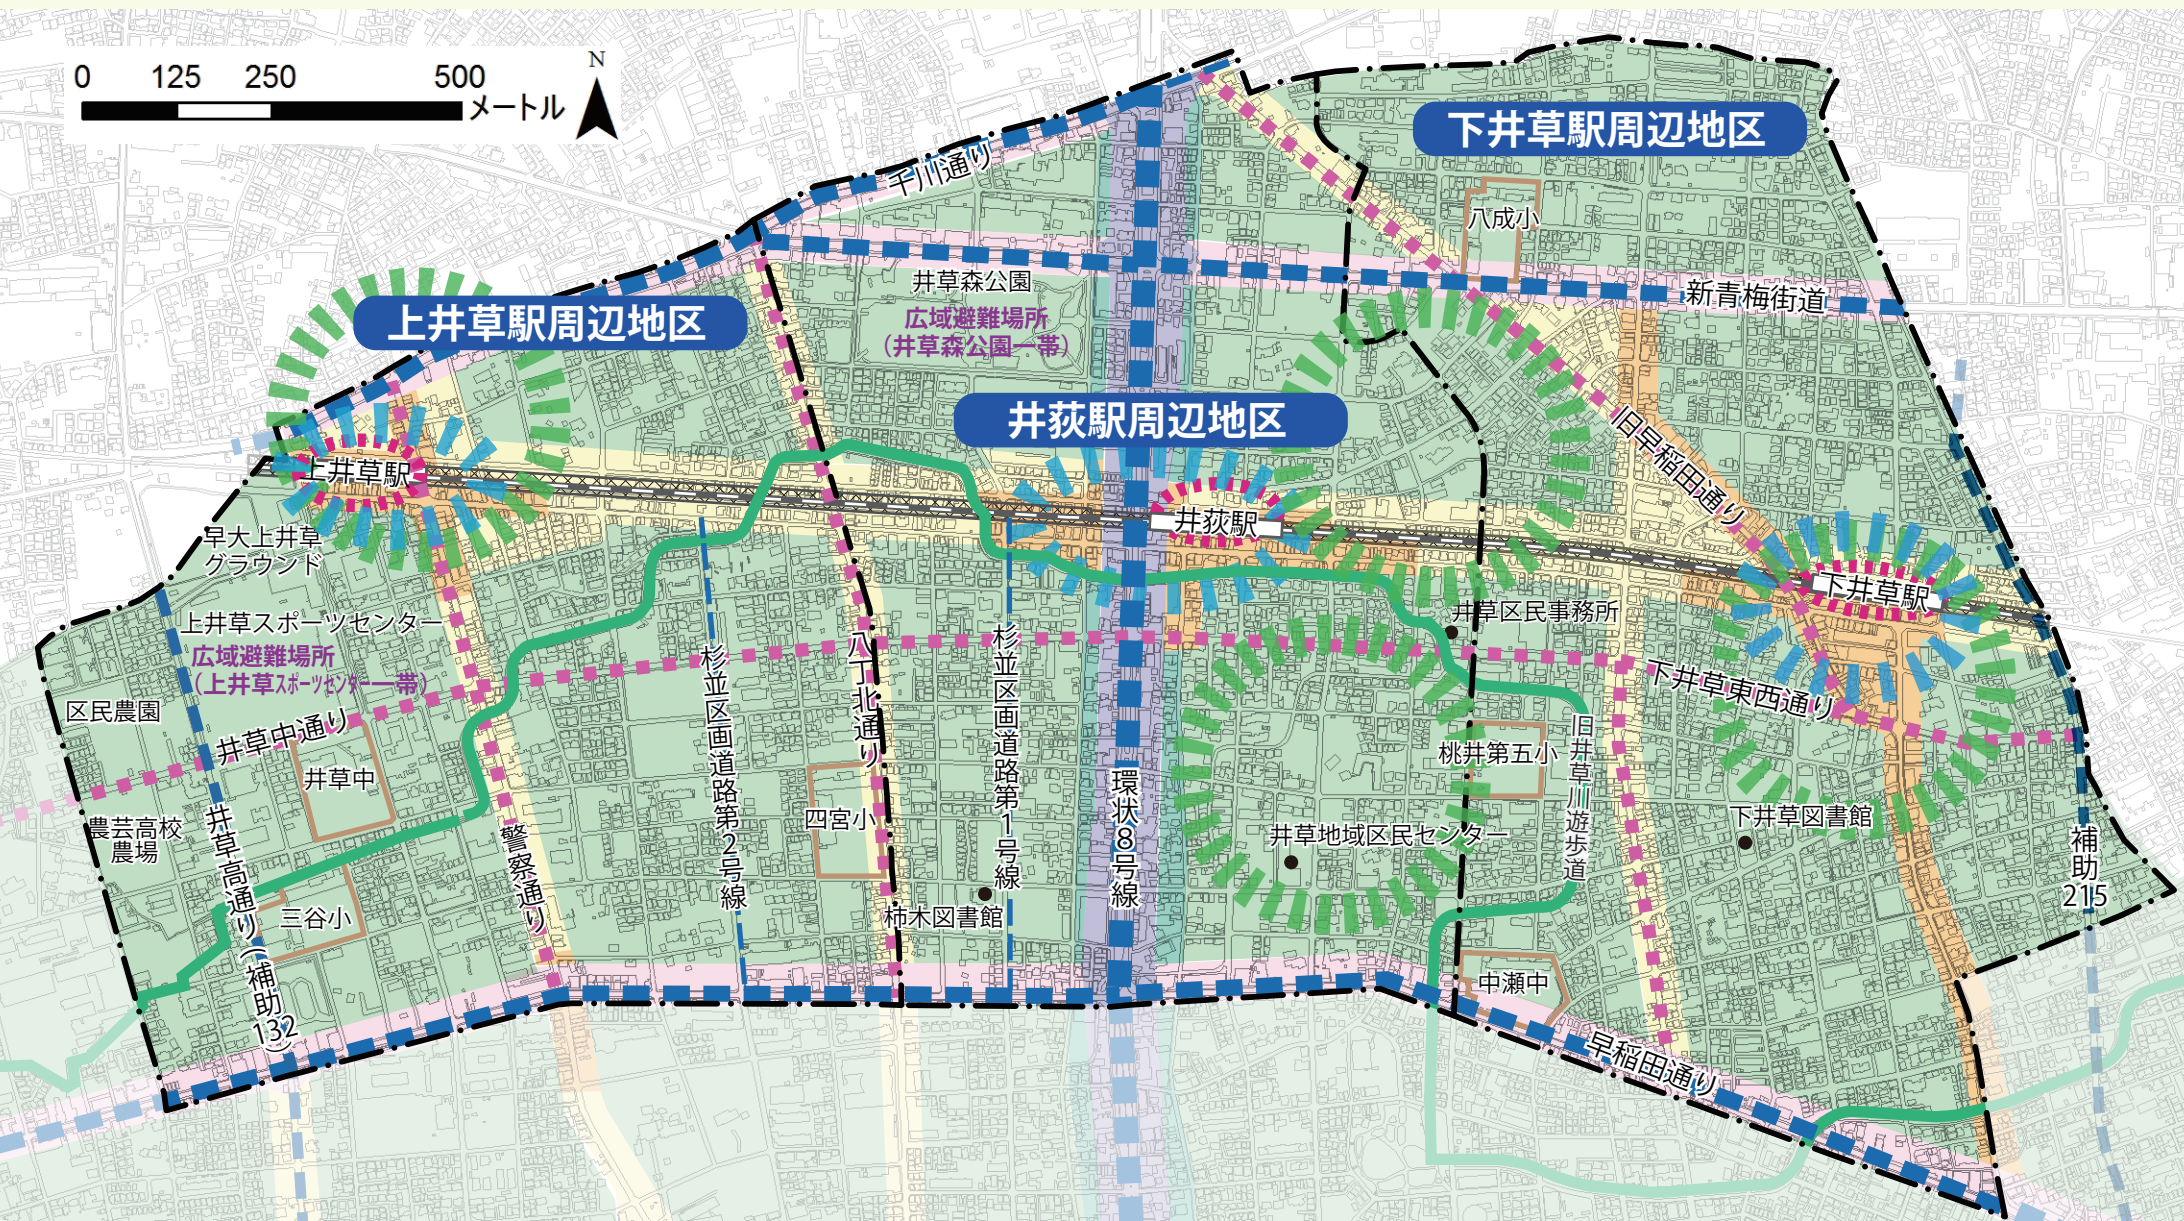 0 125 250 500
メートル
N
下井草駅周辺地区
千川通り
八成小
井草森公園
広域避難場所
(井草森公園一帯)
新青梅街道
上井草駅周辺地区
井荻駅周辺地区
旧早稲田通り
上井草駅
井荻駅
早大上井草
グラウンド
下井草駅
上井草スポーツセンター
広域避難場所
(上井草スポーツセンター一帯)
井草区民事務所
区民農園
井草中通り
下井草東西通り
杉並区画道路第2号線
八丁北通り
杉並区画道路第1号線
環状8号線
桃井第五小
旧井草川遊歩道
井草中
四宮小
下井草図書館
農芸高校
農場
井草高通り(補助132)
警察通り
井草地域区民センター
補助215
三谷小
柿木図書館
中瀬中
早稲田通り